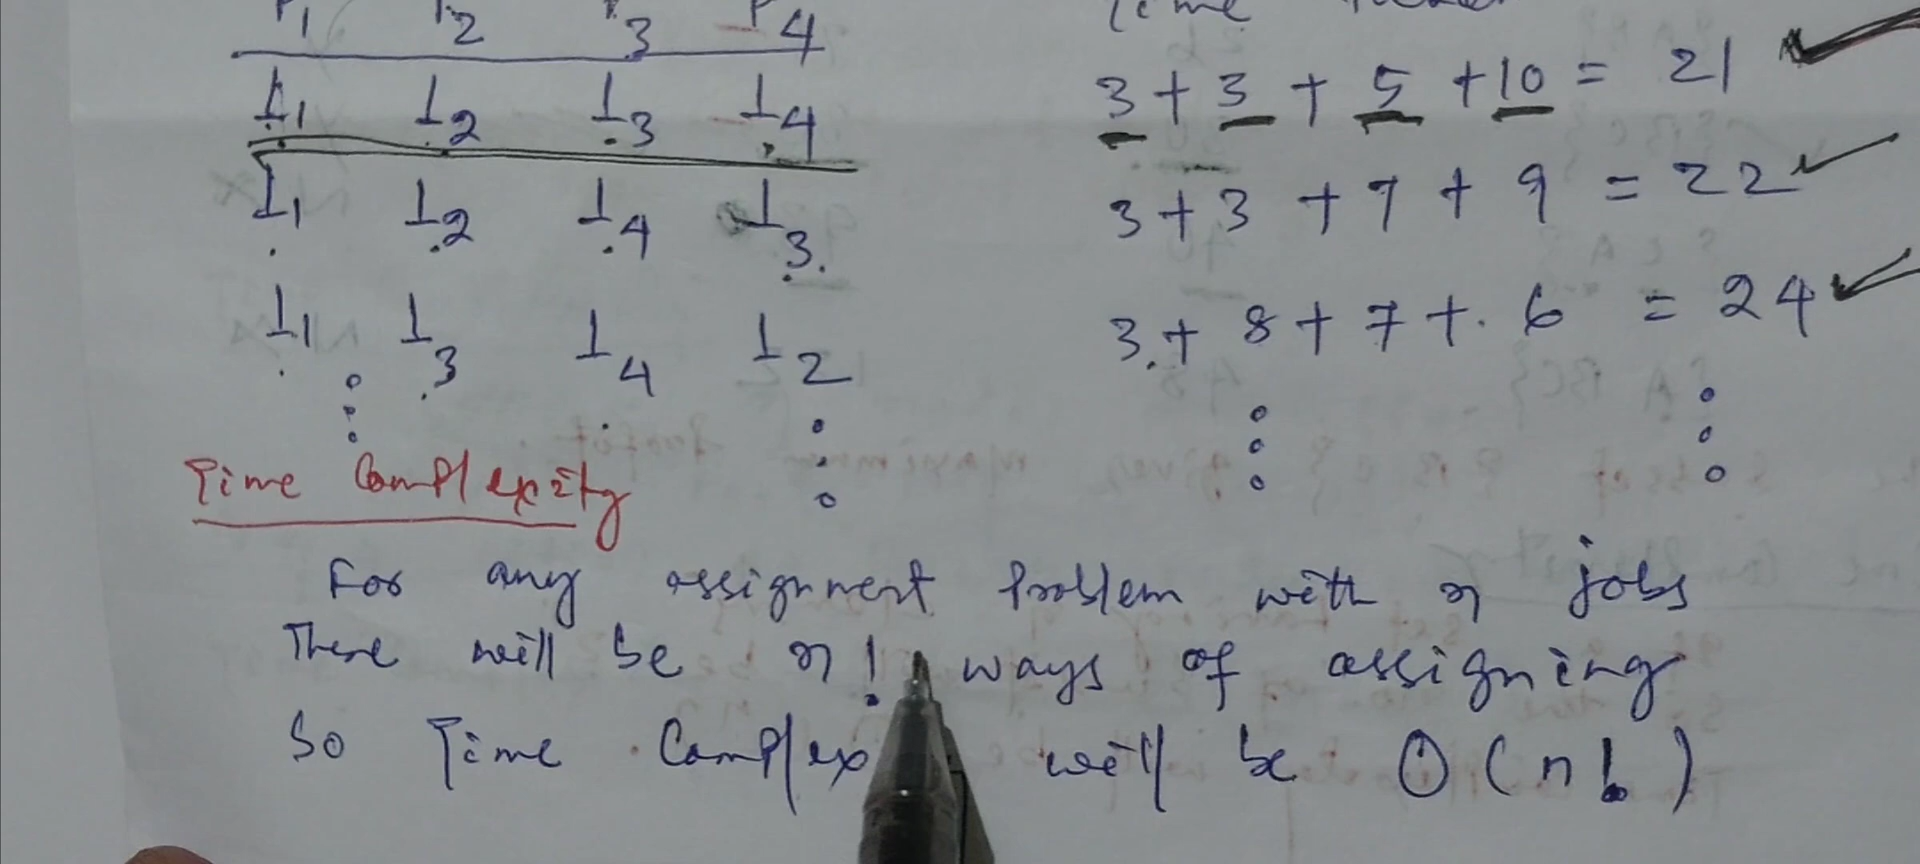 P1 P2 P3 P4 Time
J1 J2 J3 J4 3 + 3 + 5 + 10 = 21
J1 J2 J4 J3 3 + 3 + 7 + 9 = 22
J1 J3 J4 J2 3 + 8 + 7 + 6 = 24
Time Complexity
For any assignment Problem with n jobs
There will be n! ways of assigning
So Time Complex will be O(n!)